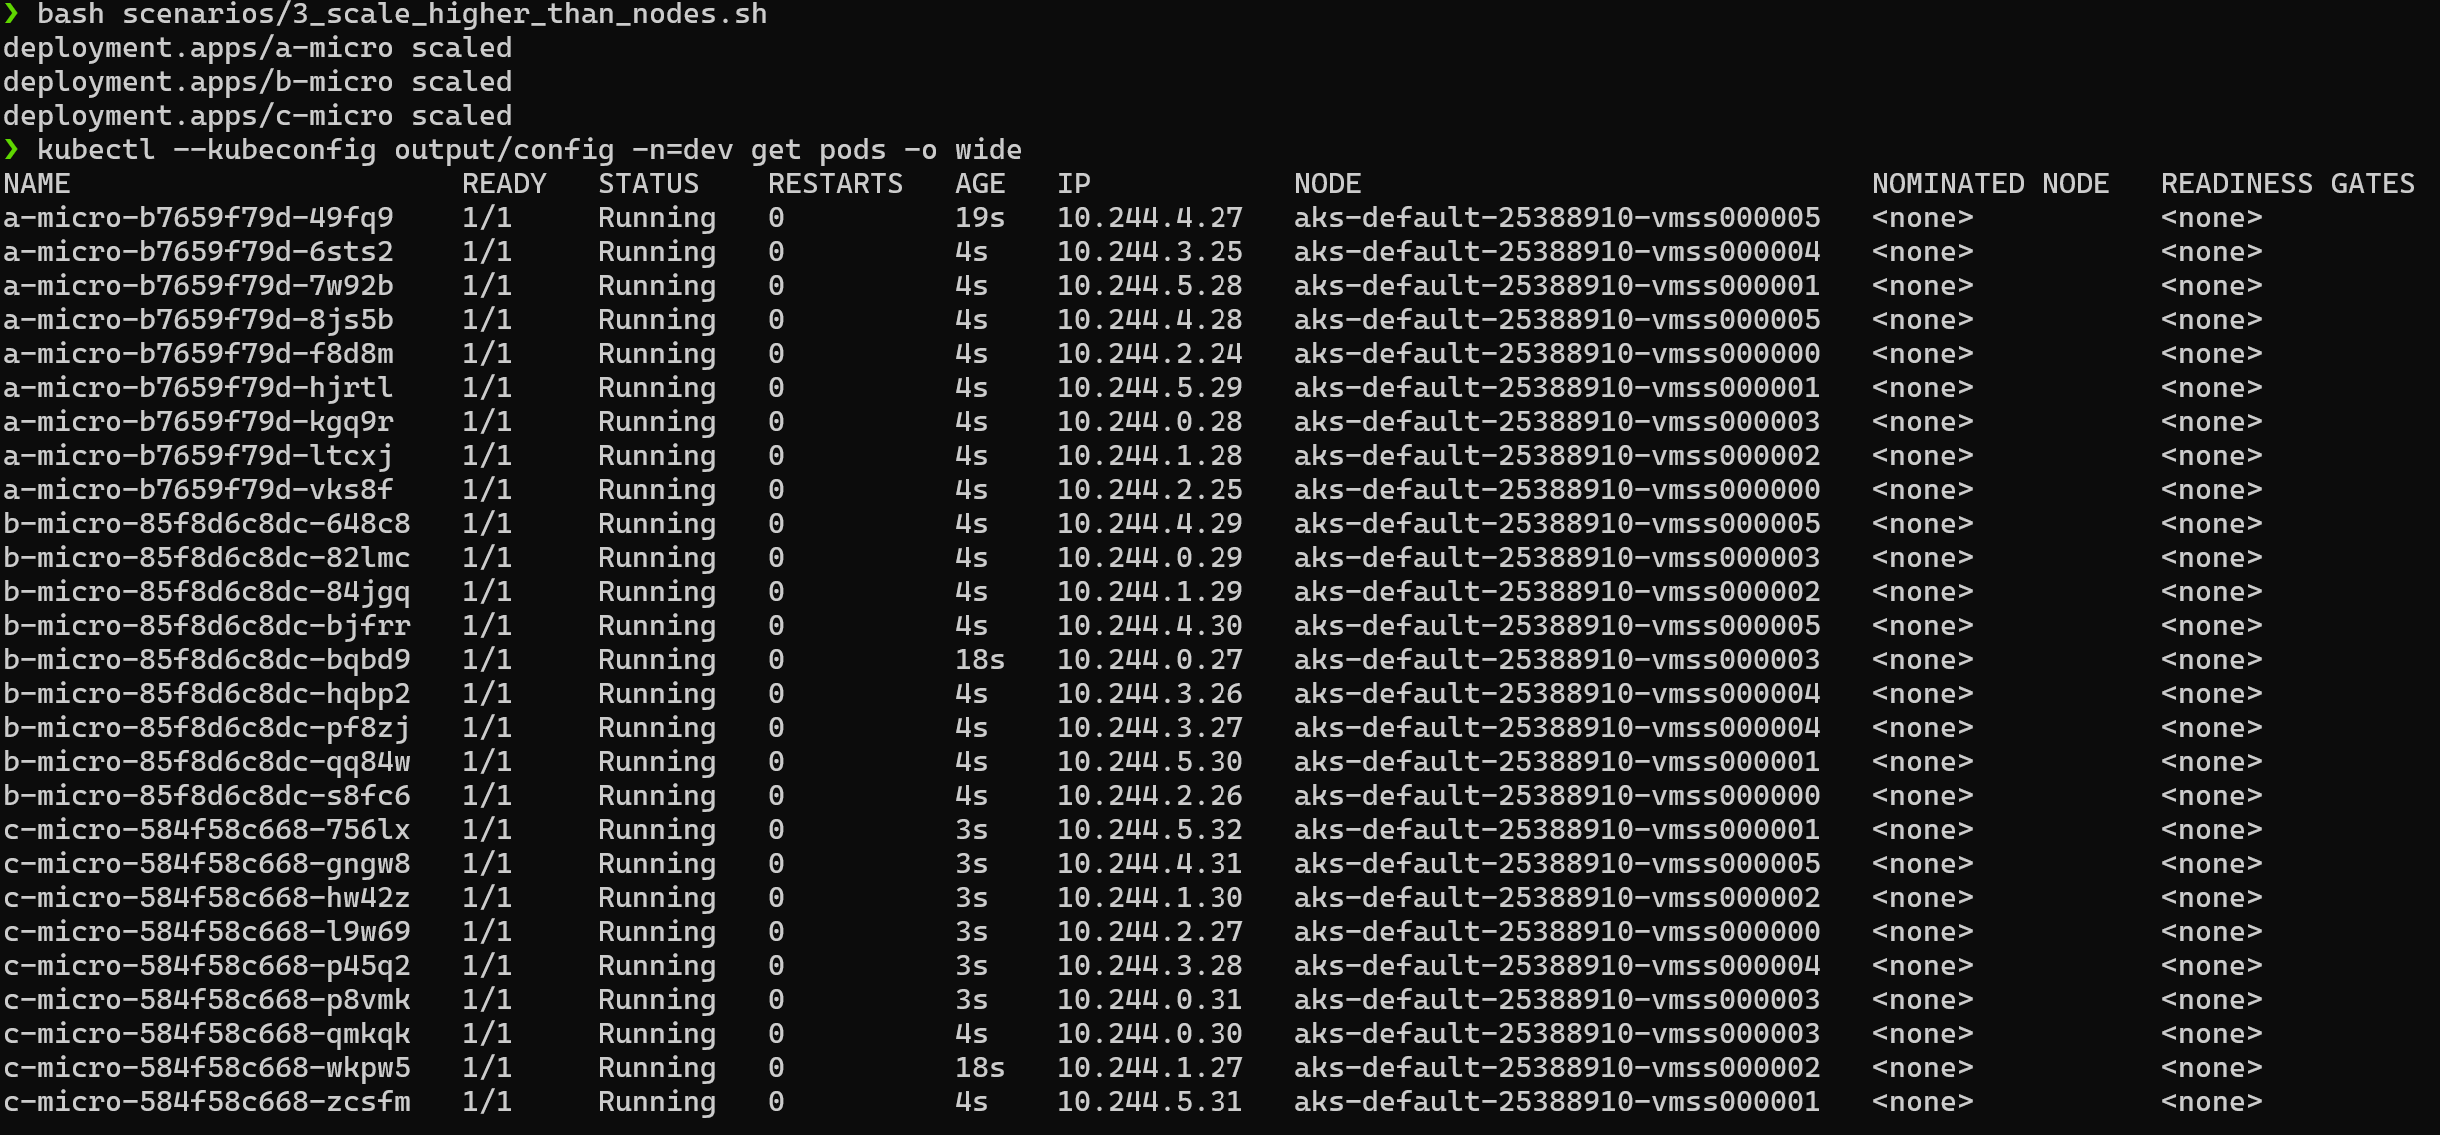 ❯ bash scenarios/3_scale_higher_than_nodes.sh
deployment.apps/a-micro scaled
deployment.apps/b-micro scaled
deployment.apps/c-micro scaled
❯ kubectl --kubeconfig output/config -n=dev get pods -o wide
NAME READY STATUS RESTARTS AGE IP NODE NOMINATED NODE READINESS GATES
a-micro-b7659f79d-49fq9 1/1 Running 0 19s 10.244.4.27 aks-default-25388910-vmss000005 <none> <none>
a-micro-b7659f79d-6sts2 1/1 Running 0 4s 10.244.3.25 aks-default-25388910-vmss000004 <none> <none>
a-micro-b7659f79d-7w92b 1/1 Running 0 4s 10.244.5.28 aks-default-25388910-vmss000001 <none> <none>
a-micro-b7659f79d-8js5b 1/1 Running 0 4s 10.244.4.28 aks-default-25388910-vmss000005 <none> <none>
a-micro-b7659f79d-f8d8m 1/1 Running 0 4s 10.244.2.24 aks-default-25388910-vmss000000 <none> <none>
a-micro-b7659f79d-hjrtl 1/1 Running 0 4s 10.244.5.29 aks-default-25388910-vmss000001 <none> <none>
a-micro-b7659f79d-kgq9r 1/1 Running 0 4s 10.244.0.28 aks-default-25388910-vmss000003 <none> <none>
a-micro-b7659f79d-ltcxj 1/1 Running 0 4s 10.244.1.28 aks-default-25388910-vmss000002 <none> <none>
a-micro-b7659f79d-vks8f 1/1 Running 0 4s 10.244.2.25 aks-default-25388910-vmss000000 <none> <none>
b-micro-85f8d6c8dc-648c8 1/1 Running 0 4s 10.244.4.29 aks-default-25388910-vmss000005 <none> <none>
b-micro-85f8d6c8dc-82lmc 1/1 Running 0 4s 10.244.0.29 aks-default-25388910-vmss000003 <none> <none>
b-micro-85f8d6c8dc-84jgq 1/1 Running 0 4s 10.244.1.29 aks-default-25388910-vmss000002 <none> <none>
b-micro-85f8d6c8dc-bjfrr 1/1 Running 0 4s 10.244.4.30 aks-default-25388910-vmss000005 <none> <none>
b-micro-85f8d6c8dc-bqbd9 1/1 Running 0 18s 10.244.0.27 aks-default-25388910-vmss000003 <none> <none>
b-micro-85f8d6c8dc-hqbp2 1/1 Running 0 4s 10.244.3.26 aks-default-25388910-vmss000004 <none> <none>
b-micro-85f8d6c8dc-pf8zj 1/1 Running 0 4s 10.244.3.27 aks-default-25388910-vmss000004 <none> <none>
b-micro-85f8d6c8dc-qq84w 1/1 Running 0 4s 10.244.5.30 aks-default-25388910-vmss000001 <none> <none>
b-micro-85f8d6c8dc-s8fc6 1/1 Running 0 4s 10.244.2.26 aks-default-25388910-vmss000000 <none> <none>
c-micro-584f58c668-756lx 1/1 Running 0 3s 10.244.5.32 aks-default-25388910-vmss000001 <none> <none>
c-micro-584f58c668-gngw8 1/1 Running 0 3s 10.244.4.31 aks-default-25388910-vmss000005 <none> <none>
c-micro-584f58c668-hw42z 1/1 Running 0 3s 10.244.1.30 aks-default-25388910-vmss000002 <none> <none>
c-micro-584f58c668-l9w69 1/1 Running 0 3s 10.244.2.27 aks-default-25388910-vmss000000 <none> <none>
c-micro-584f58c668-p45q2 1/1 Running 0 3s 10.244.3.28 aks-default-25388910-vmss000004 <none> <none>
c-micro-584f58c668-p8vmk 1/1 Running 0 3s 10.244.0.31 aks-default-25388910-vmss000003 <none> <none>
c-micro-584f58c668-qmkqk 1/1 Running 0 4s 10.244.0.30 aks-default-25388910-vmss000003 <none> <none>
c-micro-584f58c668-wkpw5 1/1 Running 0 18s 10.244.1.27 aks-default-25388910-vmss000002 <none> <none>
c-micro-584f58c668-zcsfm 1/1 Running 0 4s 10.244.5.31 aks-default-25388910-vmss000001 <none> <none>